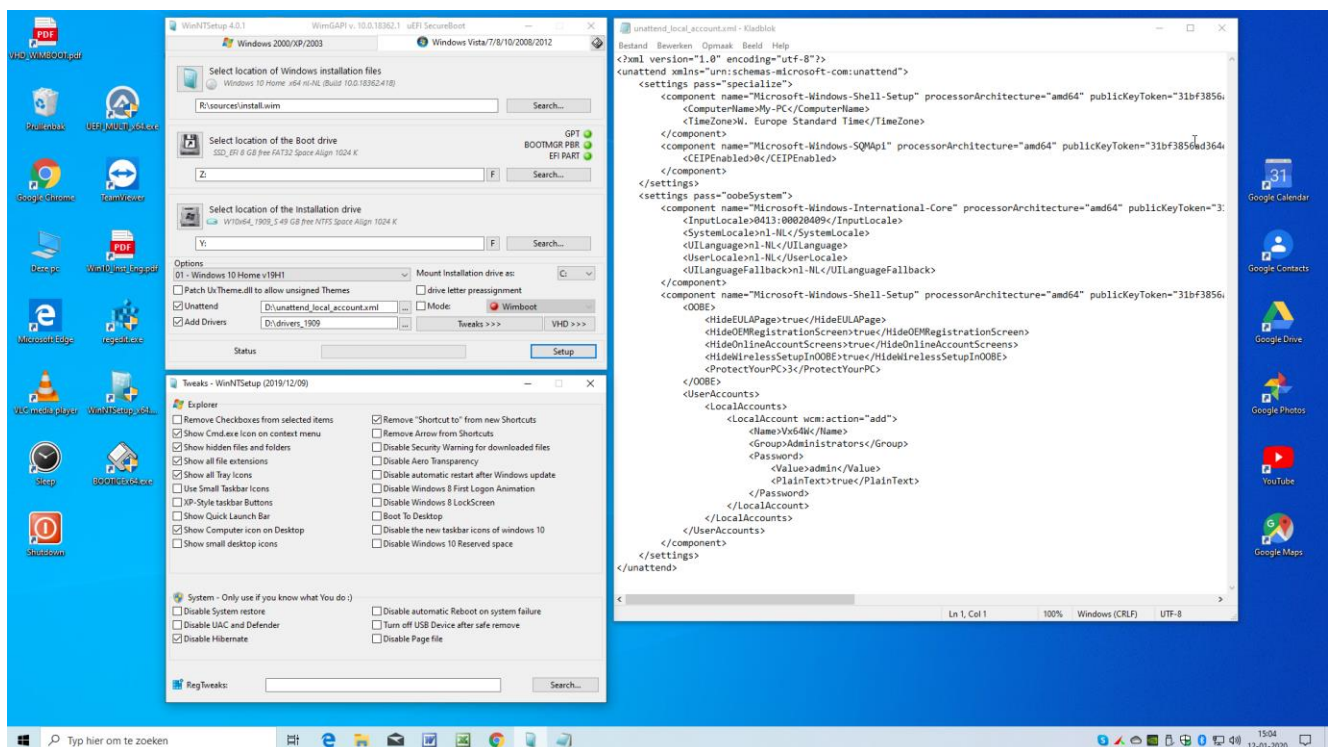 VHD_WIMBOOT.pdf
Prullenbak
UEFI_MULTI_x64.exe
Google Chrome
TeamViewer
Deze pc
PDF
Win10_Inst_Eng.pdf
Microsoft Edge
regedit.exe
VLC media player
WinNTSetup_x64...
Sleep
BOOTICEx64.exe
Shutdown
WinNTSetup 4.0.1
WimGAPI v. 10.0.18362.1 uEFI SecureBoot
Windows 2000/XP/2003
Windows Vista/7/8/10/2008/2012
Select location of Windows installation files
Windows 10 Home x64 nl-NL (Build 10.0.18362.418)
R:\sources\install.wim
Search...
Select location of the Boot drive
SSD_EFI 8 GB free FAT32 Space Align 1024 K
GPT
BOOTMGR PBR
EFI PART
Z:
F
Search...
Select location of the Installation drive
W10x64_1909_S 49 GB free NTFS Space Align 1024 K
Y:
F
Search...
Options
01 - Windows 10 Home v19H1
Mount Installation drive as:
C:
Patch UxTheme.dll to allow unsigned Themes
drive letter preassignment
Unattend
D:\unattend_local_account.xml
...
Mode:
Wimboot
Add Drivers
D:\drivers_1909
...
Tweaks >>>
VHD >>>
Status
Setup
Tweaks - WinNTSetup (2019/12/09)
Explorer
Remove Checkboxes from selected items
Show Cmd.exe Icon on context menu
Show hidden files and folders
Show all file extensions
Show all Tray Icons
Use Small Taskbar Icons
XP-Style taskbar Buttons
Show Quick Launch Bar
Show Computer icon on Desktop
Show small desktop icons
Remove "Shortcut to" from new Shortcuts
Remove Arrow from Shortcuts
Disable Security Warning for downloaded files
Disable Aero Transparency
Disable automatic restart after Windows update
Disable Windows 8 First Logon Animation
Disable Windows 8 LockScreen
Boot To Desktop
Disable the new taskbar icons of windows 10
Disable Windows 10 Reserved space
System - Only use if you know what You do :)
Disable System restore
Disable UAC and Defender
Disable Hibernate
Disable automatic Reboot on system failure
Turn off USB Device after safe remove
Disable Page file
RegTweaks:
Search...
unattend_local_account.xml - Kladblok
Bestand Bewerken Opmaak Beeld Help
<?xml version="1.0" encoding="utf-8"?>
<unattend xmlns="urn:schemas-microsoft-com:unattend">
<settings pass="specialize">
<component name="Microsoft-Windows-Shell-Setup" processorArchitecture="amd64" publicKeyToken="31bf3856a
<ComputerName>My-PC</ComputerName>
<TimeZone>W. Europe Standard Time</TimeZone>
</component>
<component name="Microsoft-Windows-SQMApi" processorArchitecture="amd64" publicKeyToken="31bf3856ad364e
<CEIPEnabled>0</CEIPEnabled>
</component>
</settings>
<settings pass="oobeSystem">
<component name="Microsoft-Windows-International-Core" processorArchitecture="amd64" publicKeyToken="3:
<InputLocale>0413:00020409</InputLocale>
<SystemLocale>nl-NL</SystemLocale>
<UILanguage>nl-NL</UILanguage>
<UserLocale>nl-NL</UserLocale>
<UILanguageFallback>nl-NL</UILanguageFallback>
</component>
<component name="Microsoft-Windows-Shell-Setup" processorArchitecture="amd64" publicKeyToken="31bf3856a
<OOBE>
<HideEULAPage>true</HideEULAPage>
<HideOEMRegistrationScreen>true</HideOEMRegistrationScreen>
<HideOnlineAccountScreens>true</HideOnlineAccountScreens>
<HideWirelessSetupInOOBE>true</HideWirelessSetupInOOBE>
<ProtectYourPC>3</ProtectYourPC>
</OOBE>
<UserAccounts>
<LocalAccounts>
<LocalAccount wcm:action="add">
<Name>Vx64W</Name>
<Group>Administrators</Group>
<Password>
<Value>admin</Value>
<PlainText>true</PlainText>
</Password>
</LocalAccount>
</LocalAccounts>
</UserAccounts>
</component>
</settings>
</unattend>
Ln 1, Col 1
100%
Windows (CRLF)
UTF-8
31
Google Calendar
Google Contacts
Google Drive
Google Photos
YouTube
Google Maps
Typ hier om te zoeken
15:04